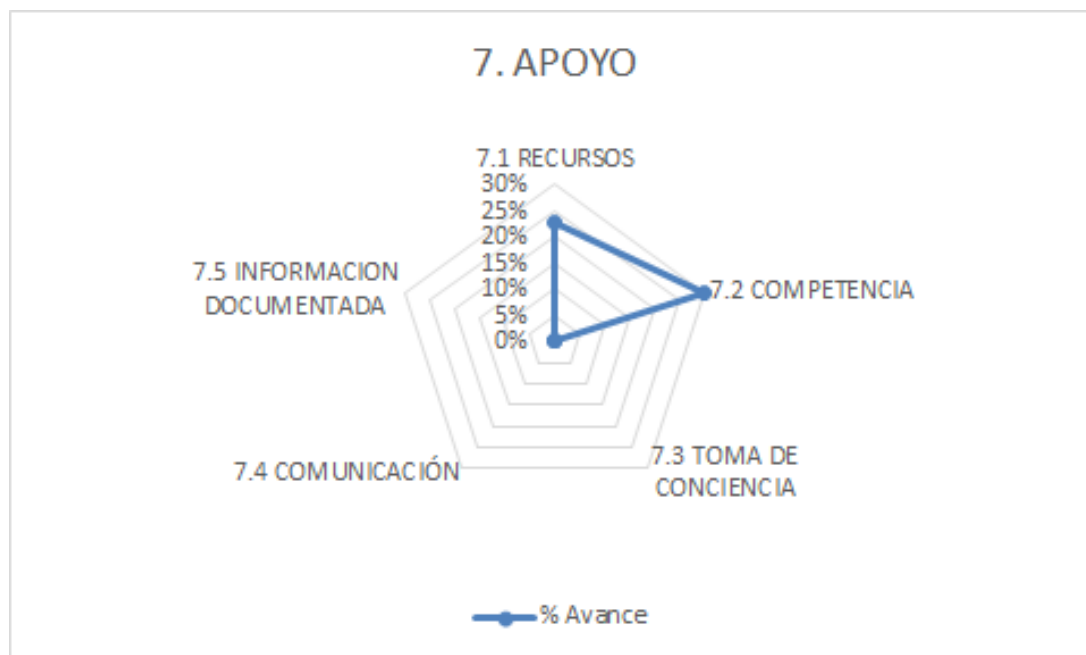 7. APOYO
7.1 RECURSOS
30%
25%
20%
15%
10%
5%
0%
7.2 COMPETENCIA
7.3 TOMA DE
CONCIENCIA
7.4 COMUNICACIÓN
7.5 INFORMACION
DOCUMENTADA
% Avance